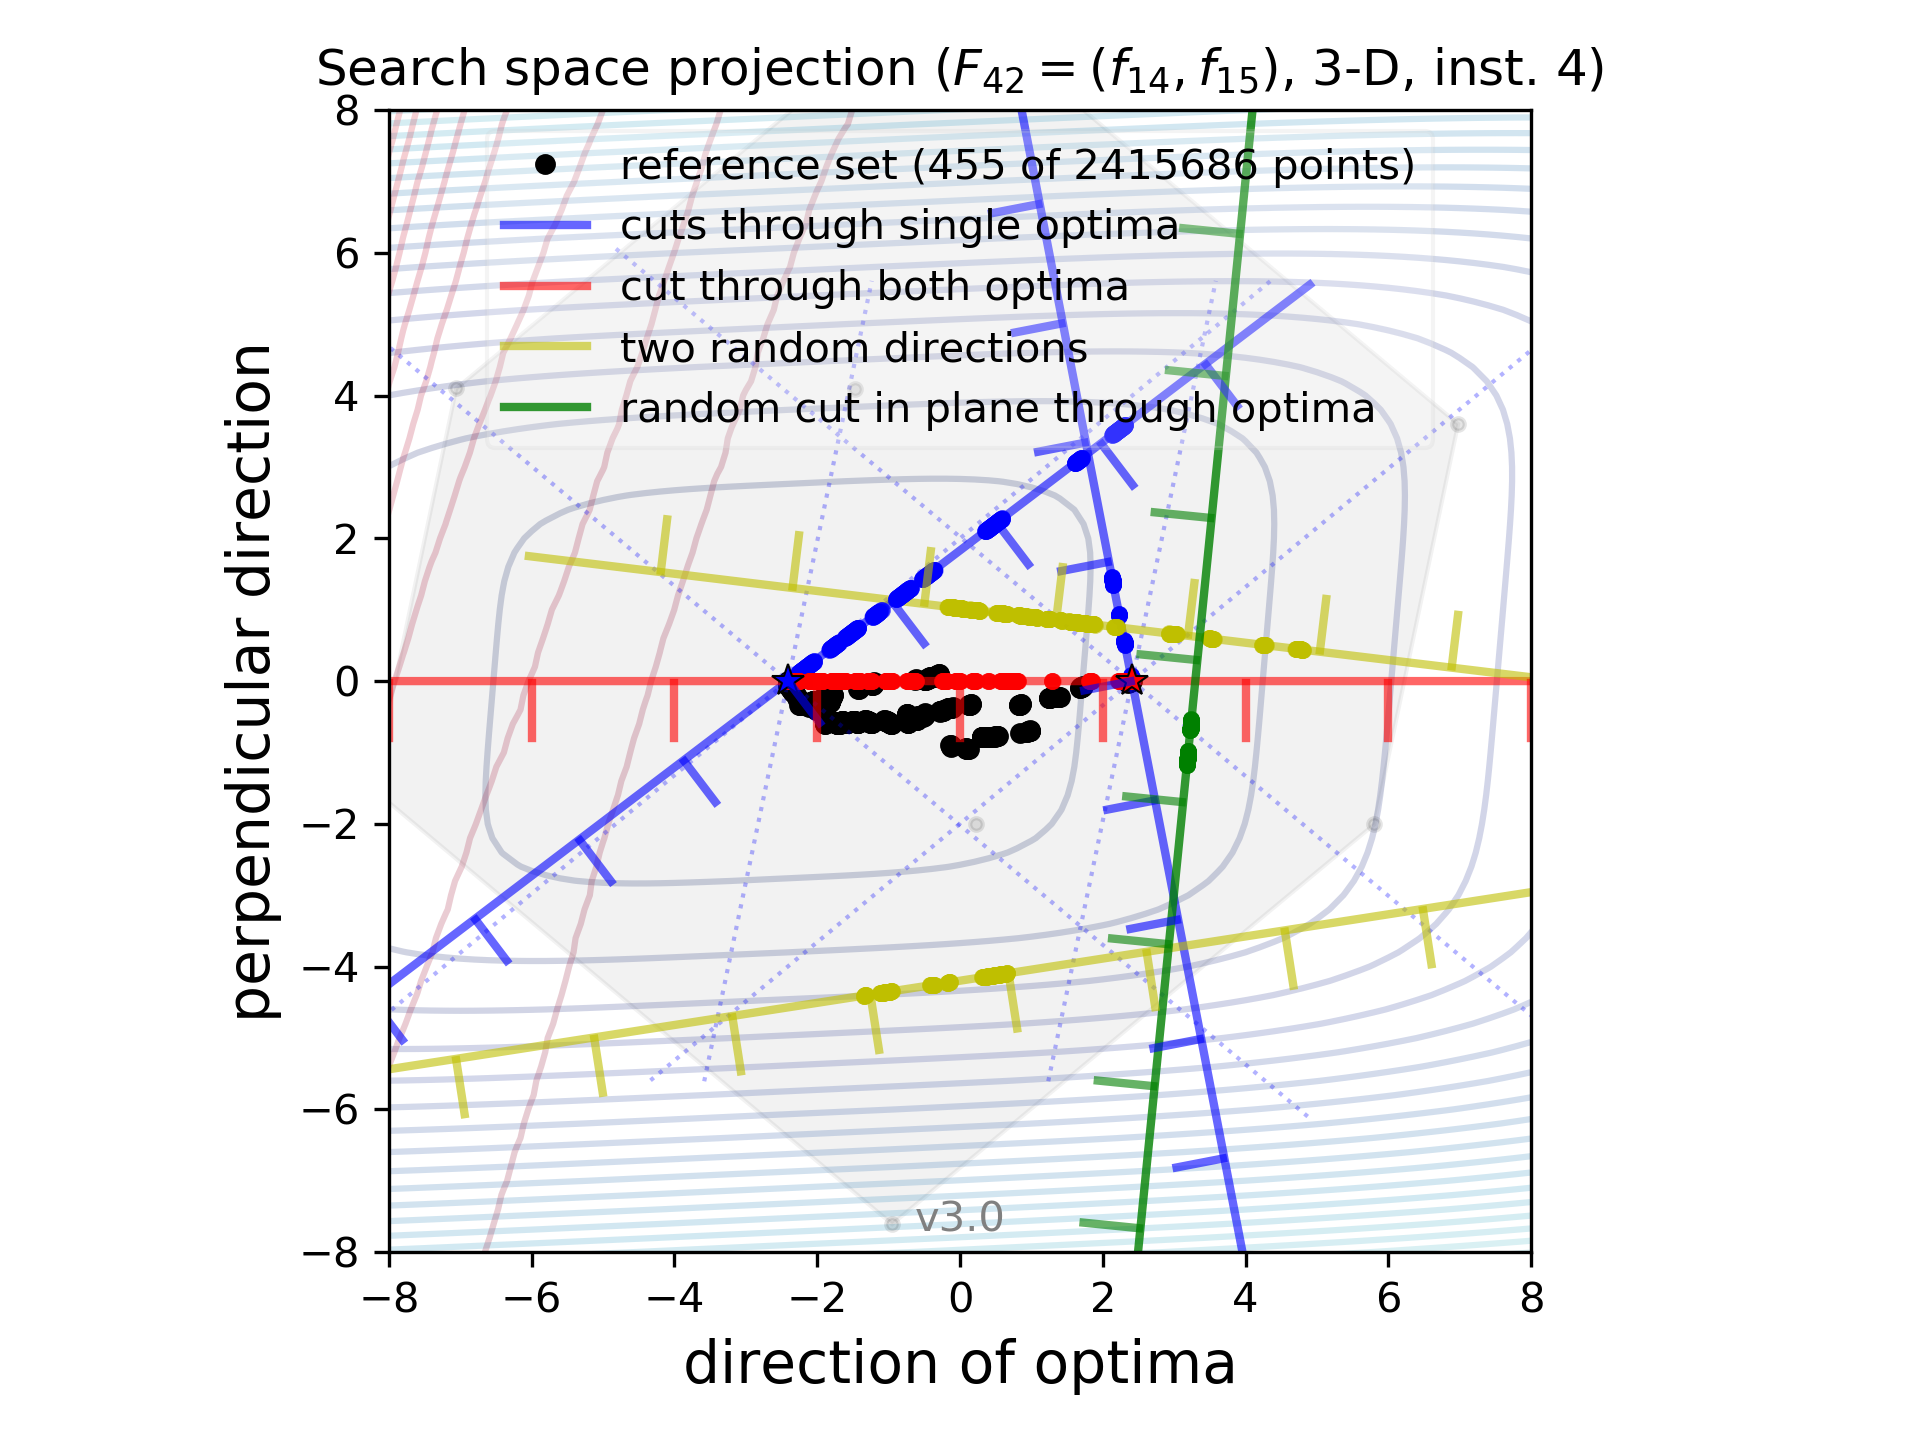 Search space projection (F42 = (f14, f15), 3-D, inst. 4)
reference set (455 of 2415686 points)
cuts through single optima
cut through both optima
two random directions
random cut in plane through optima
perpendicular direction
8
6
4
2
0
−2
−4
−6
−8
v3.0
−8 −6 −4 −2 0 2 4 6 8
direction of optima